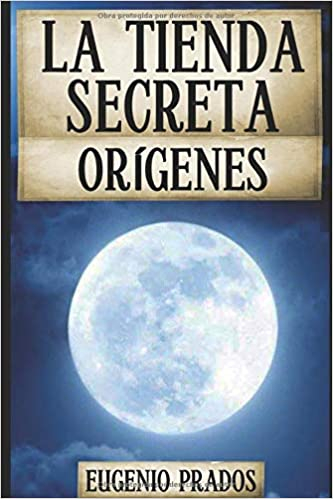 Obra protegida por derechos de autor
LA TIENDA
SECRETA
ORÍGENES
EUGENIO PRADOS